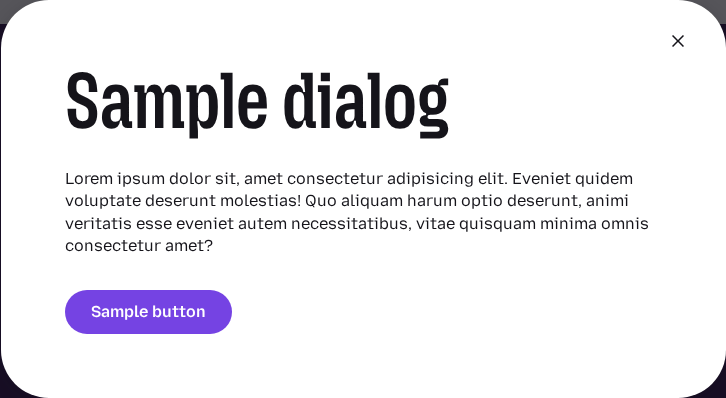 Sample dialog
Lorem ipsum dolor sit, amet consectetur adipisicing elit. Eveniet quidem
voluptate deserunt molestias! Quo aliquam harum optio deserunt, animi
veritatis esse eveniet autem necessitatibus, vitae quisquam minima omnis
consectetur amet?
Sample button